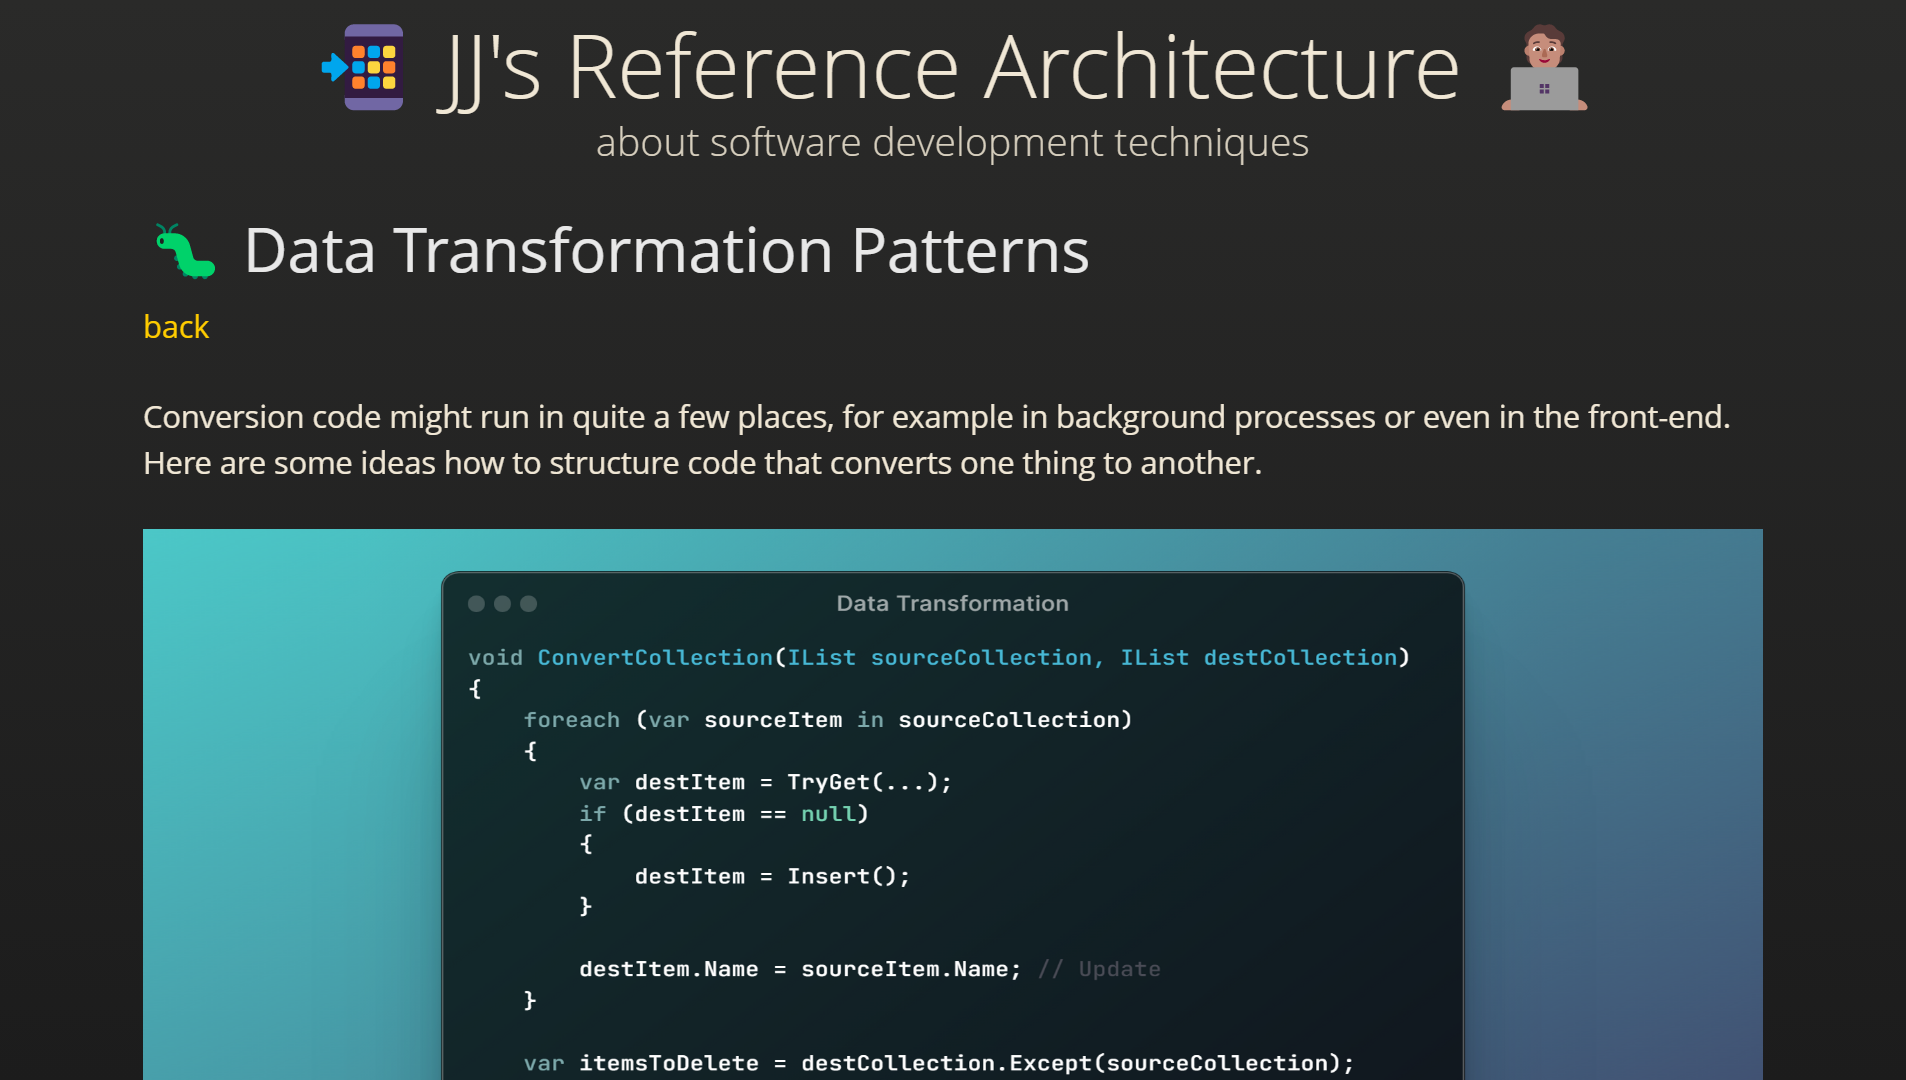 JJ's Reference Architecture
about software development techniques
Data Transformation Patterns
back
Conversion code might run in quite a few places, for example in background processes or even in the front-end.
Here are some ideas how to structure code that converts one thing to another.
Data Transformation
void ConvertCollection(IList sourceCollection, IList destCollection)
{
    foreach (var sourceItem in sourceCollection)
    {
        var destItem = TryGet(...);
        if (destItem == null)
        {
            destItem = Insert();
        }

        destItem.Name = sourceItem.Name; // Update
    }

    var itemsToDelete = destCollection.Except(sourceCollection);